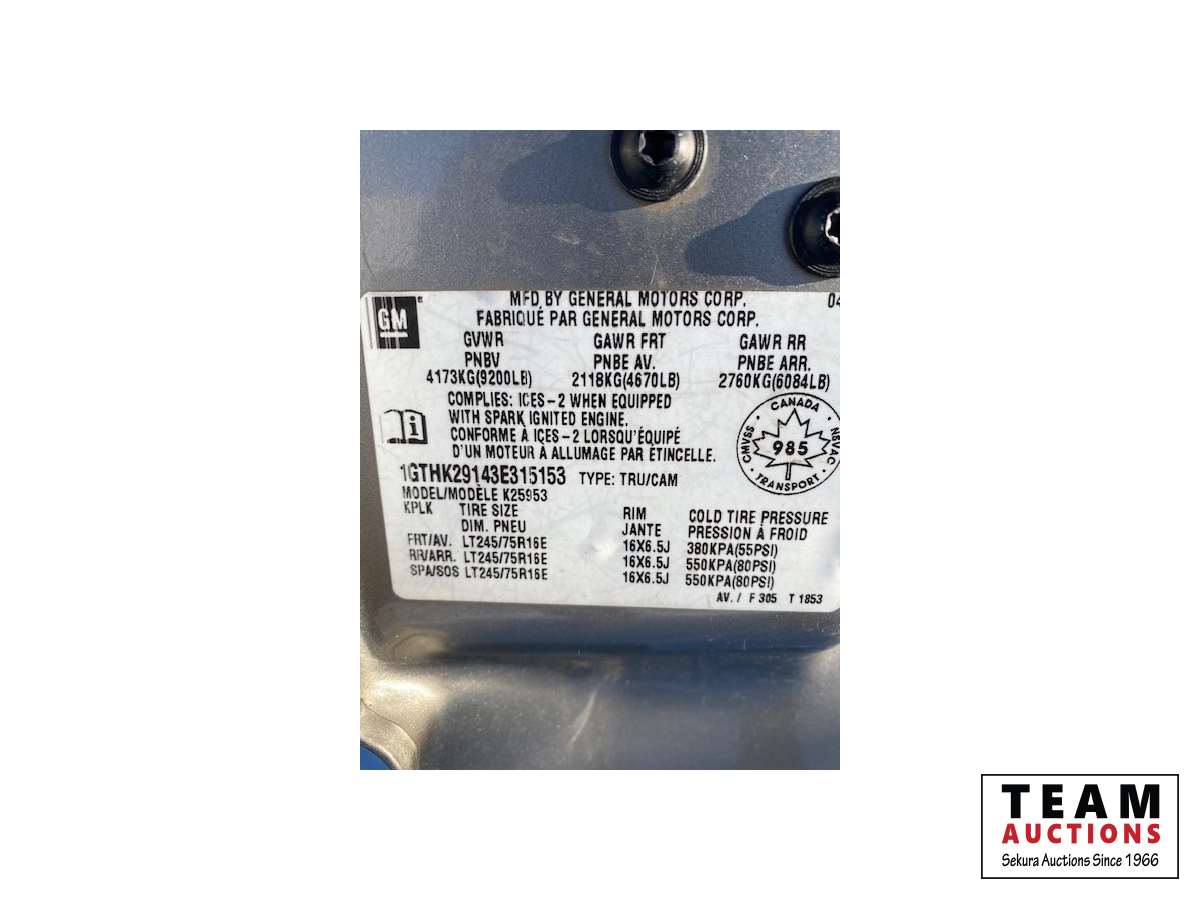 MFD BY GENERAL MOTORS CORP. 04
FABRIQUÉ PAR GENERAL MOTORS CORP.
GM
GVWR GAWR FRT GAWR RR
PNBV PNBE AV. PNBE ARR.
4173KG(9200LB) 2118KG(4670LB) 2760KG(6084LB)
COMPLIES: ICES-2 WHEN EQUIPPED
WITH SPARK IGNITED ENGINE.
CONFORME À ICES-2 LORSQU'ÉQUIPÉ
D'UN MOTEUR À ALLUMAGE PAR ÉTINCELLE.
CANADA
CMVSS · 985 · NSVAC
TRANSPORT
1GTHK29143E315153 TYPE: TRU/CAM
MODEL/MODÈLE K25953
KPLK TIRE SIZE RIM COLD TIRE PRESSURE
DIM. PNEU JANTE PRESSION À FROID
FRT/AV. LT245/75R16E 16X6.5J 380KPA(55PSI)
RR/ARR. LT245/75R16E 16X6.5J 550KPA(80PSI)
SPA/SOS LT245/75R16E 16X6.5J 550KPA(80PSI)
AV. / F 305 T 1853
TEAM
AUCTIONS
Sekura Auctions Since 1966